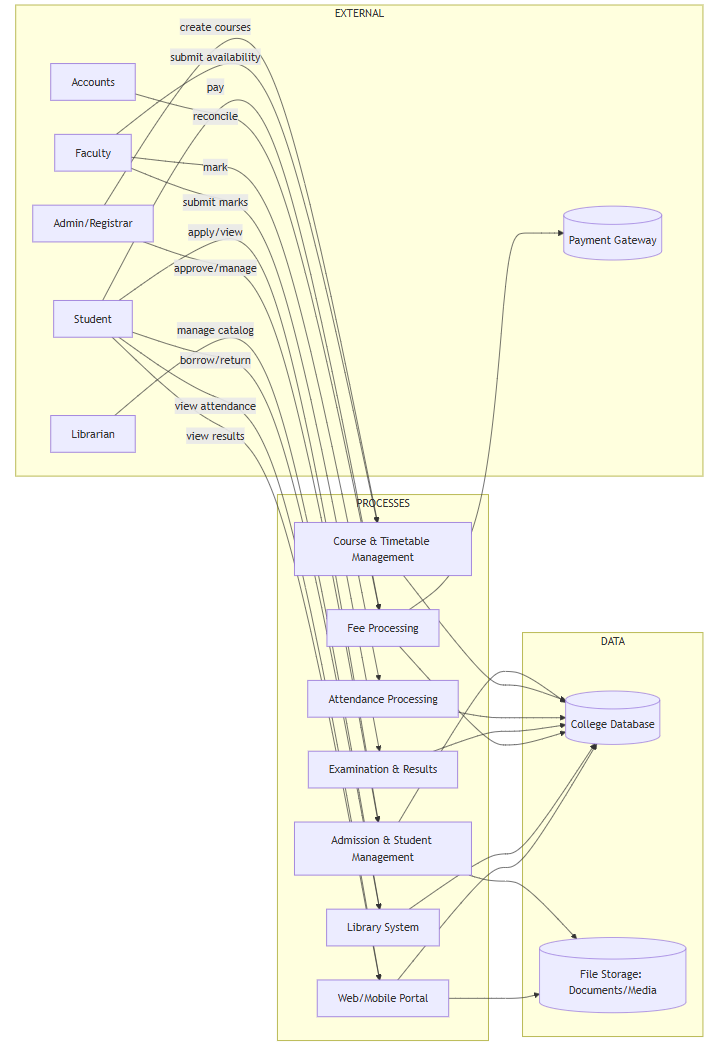 EXTERNAL
create courses
submit availability
Accounts
pay
reconcile
Faculty
mark
submit marks
Admin/Registrar
apply/view
Payment Gateway
approve/manage
Student
manage catalog
borrow/return
view attendance
Librarian
view results
PROCESSES
Course & Timetable
Management
Fee Processing
DATA
Attendance Processing
College Database
Examination & Results
Admission & Student
Management
Library System
File Storage:
Documents/Media
Web/Mobile Portal